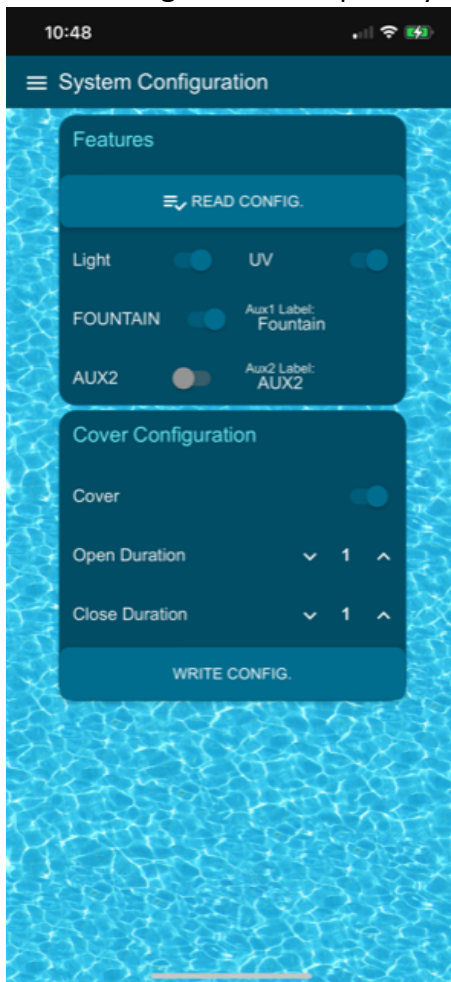 10:48
System Configuration
Features
READ CONFIG.
Light UV
FOUNTAIN Aux1 Label:
Fountain
AUX2 Aux2 Label:
AUX2
Cover Configuration
Cover
Open Duration 1
Close Duration 1
WRITE CONFIG.